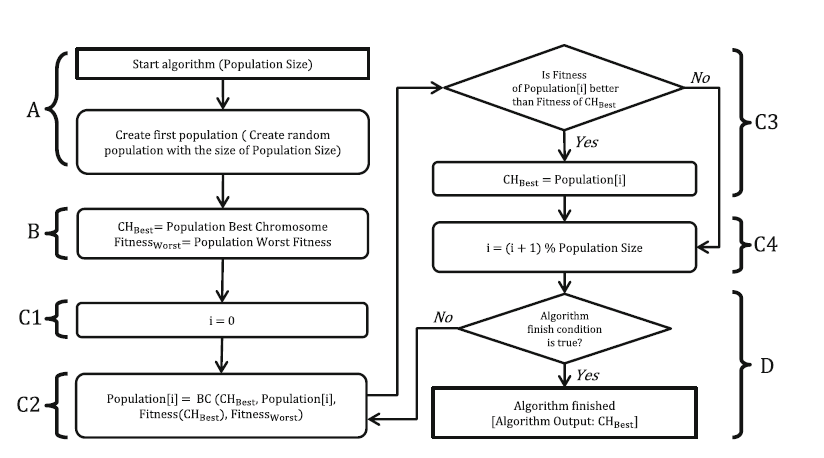 A
Start algorithm (Population Size)
Create first population ( Create random
population with the size of Population Size)
B
CH_Best= Population Best Chromosome
Fitness_Worst= Population Worst Fitness
C1
i = 0
C2
Population[i] = BC (CH_Best, Population[i],
Fitness(CH_Best), Fitness_Worst)
Is Fitness
of Population[i] better
than Fitness of CH_Best
No
Yes
C3
CH_Best = Population[i]
i = (i + 1) % Population Size
C4
Algorithm
finish condition
is true?
No
Yes
D
Algorithm finished
[Algorithm Output: CH_Best]